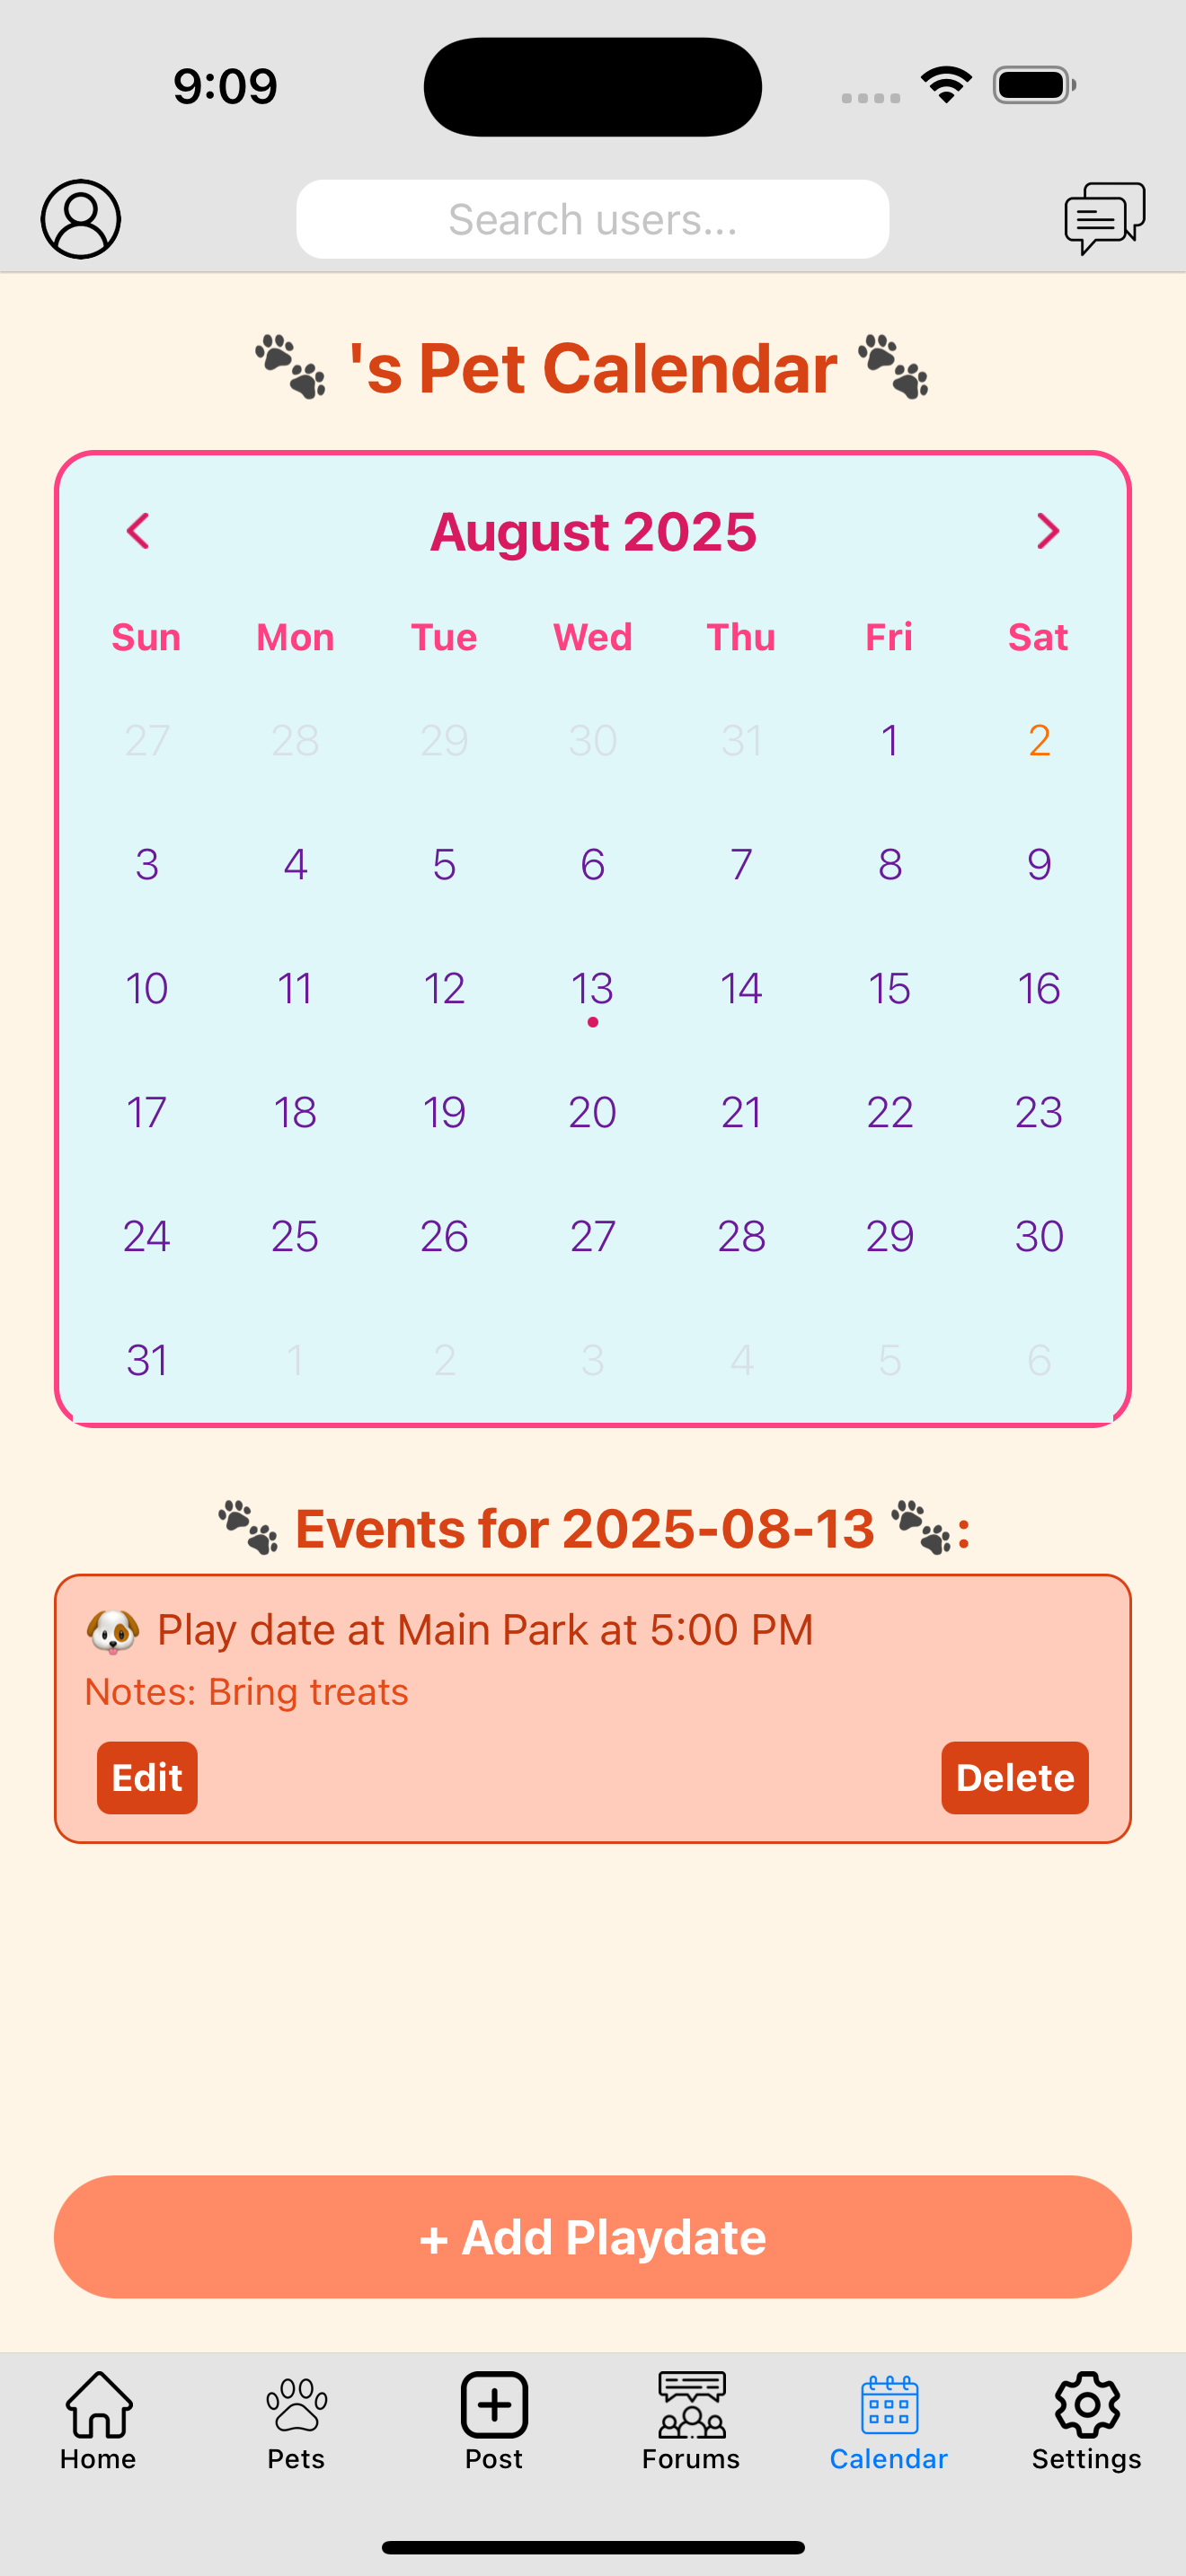 9:09
Search users...
🐾 's Pet Calendar 🐾
August 2025
Sun Mon Tue Wed Thu Fri Sat
27 28 29 30 31 1 2
3 4 5 6 7 8 9
10 11 12 13 14 15 16
17 18 19 20 21 22 23
24 25 26 27 28 29 30
31 1 2 3 4 5 6
🐾 Events for 2025-08-13 🐾:
🐶 Play date at Main Park at 5:00 PM
Notes: Bring treats
Edit Delete
+ Add Playdate
Home Pets Post Forums Calendar Settings